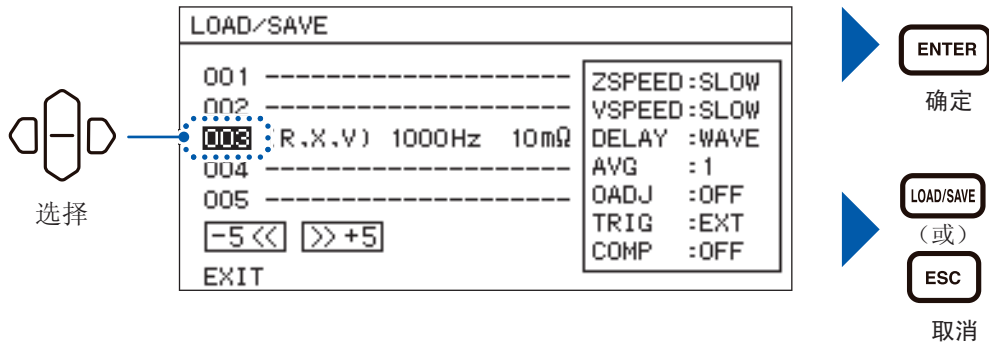 LOAD/SAVE
001 --------------------
002 --------------------
003 R.X.V) 1000Hz 10mΩ
004 --------------------
005 --------------------
-5<< >>+5
EXIT
ZSPEED:SLOW
VSPEED:SLOW
DELAY :WAVE
AVG :1
OADJ :OFF
TRIG :EXT
COMP :OFF
选择
ENTER
确定
LOAD/SAVE
（或）
ESC
取消